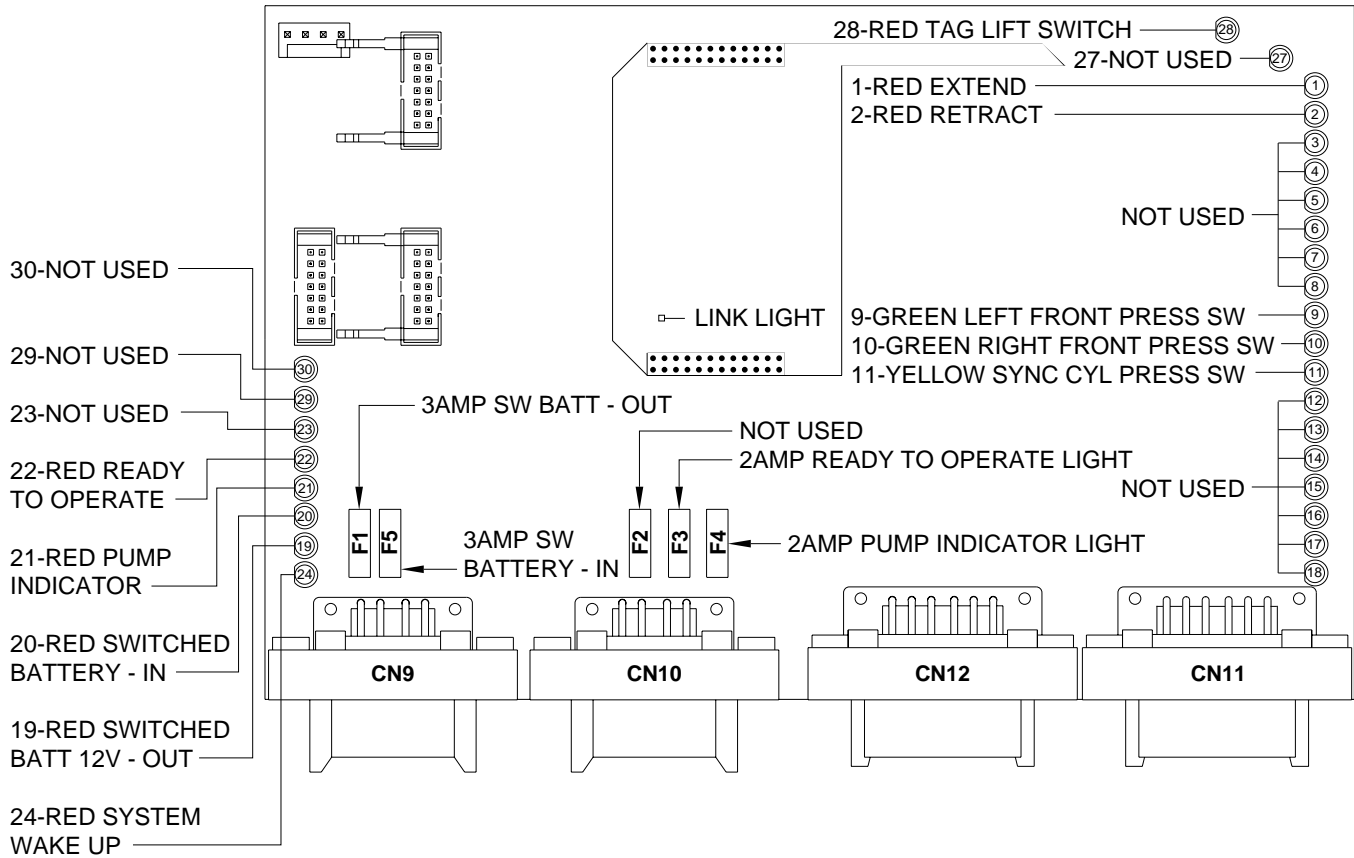 28-RED TAG LIFT SWITCH
28
27-NOT USED
27
1-RED EXTEND
1
2-RED RETRACT
2
3
4
5
NOT USED
6
7
8
LINK LIGHT
9-GREEN LEFT FRONT PRESS SW
9
10-GREEN RIGHT FRONT PRESS SW
10
11-YELLOW SYNC CYL PRESS SW
11
12
13
14
NOT USED
15
16
17
18
30-NOT USED
30
29-NOT USED
29
23-NOT USED
23
22-RED READY
TO OPERATE
22
21-RED PUMP
INDICATOR
21
20-RED SWITCHED
BATTERY - IN
20
19-RED SWITCHED
BATT 12V - OUT
19
24-RED SYSTEM
WAKE UP
24
3AMP SW BATT - OUT
F1
F5
3AMP SW
BATTERY - IN
NOT USED
2AMP READY TO OPERATE LIGHT
F2
F3
F4
2AMP PUMP INDICATOR LIGHT
CN9
CN10
CN12
CN11